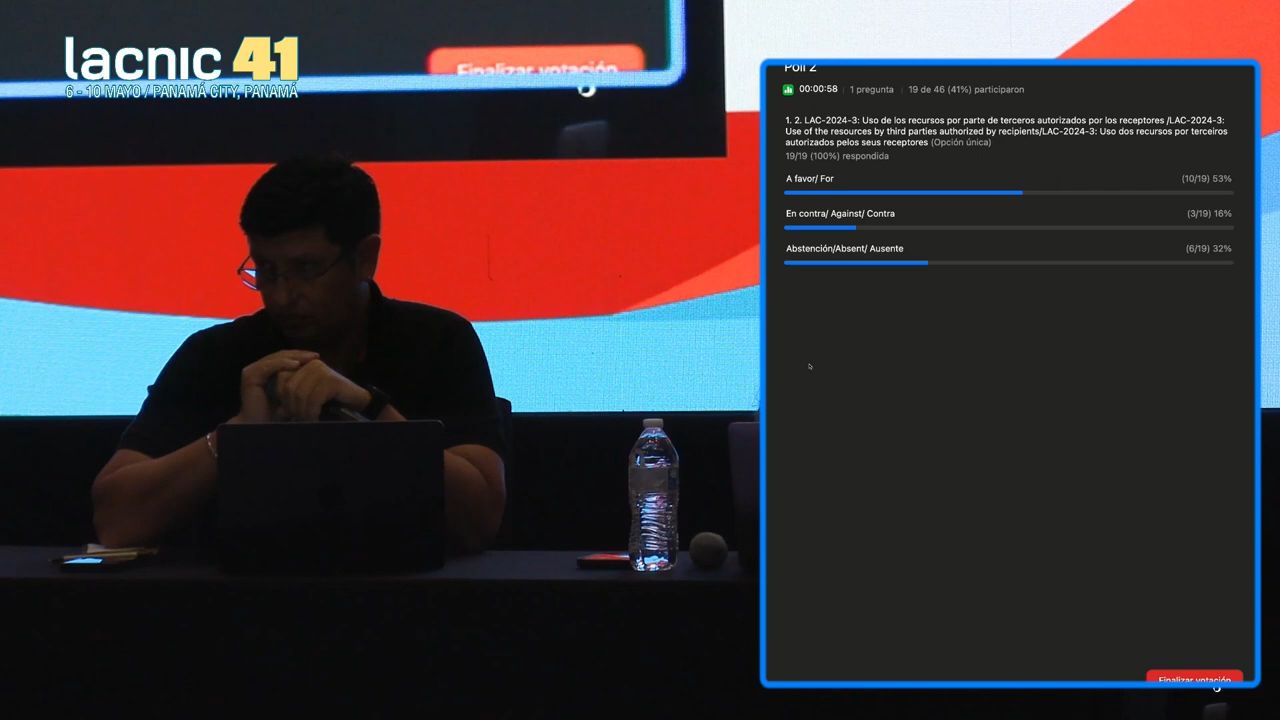 lacnic 41
6 - 10 MAYO / PANAMÁ CITY, PANAMÁ
Finalizar votación
Poll 2
00:00:58 1 pregunta 19 de 46 (41%) participaron
1. 2. LAC-2024-3: Uso de los recursos por parte de terceros autorizados por los receptores /LAC-2024-3:
Use of the resources by third parties authorized by recipients/LAC-2024-3: Uso dos recursos por terceiros
autorizados pelos seus receptores (Opción única)
19/19 (100%) respondida
A favor/ For (10/19) 53%
En contra/ Against/ Contra (3/19) 16%
Abstención/Absent/ Ausente (6/19) 32%
Finalizar votación